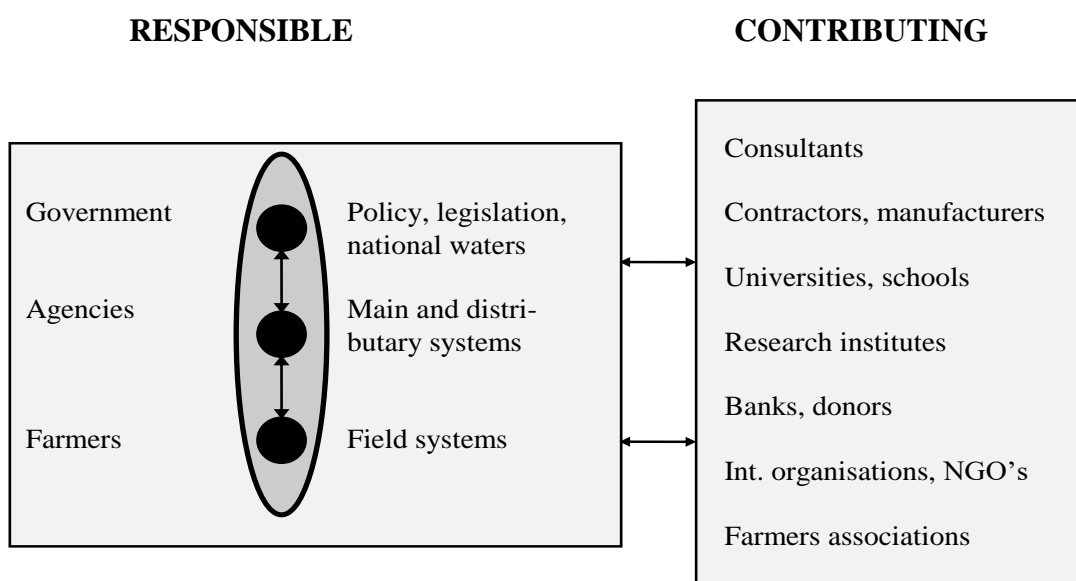 RESPONSIBLE
CONTRIBUTING
Government
Policy, legislation,
national waters
Agencies
Main and distri-
butary systems
Farmers
Field systems
Consultants
Contractors, manufacturers
Universities, schools
Research institutes
Banks, donors
Int. organisations, NGO’s
Farmers associations